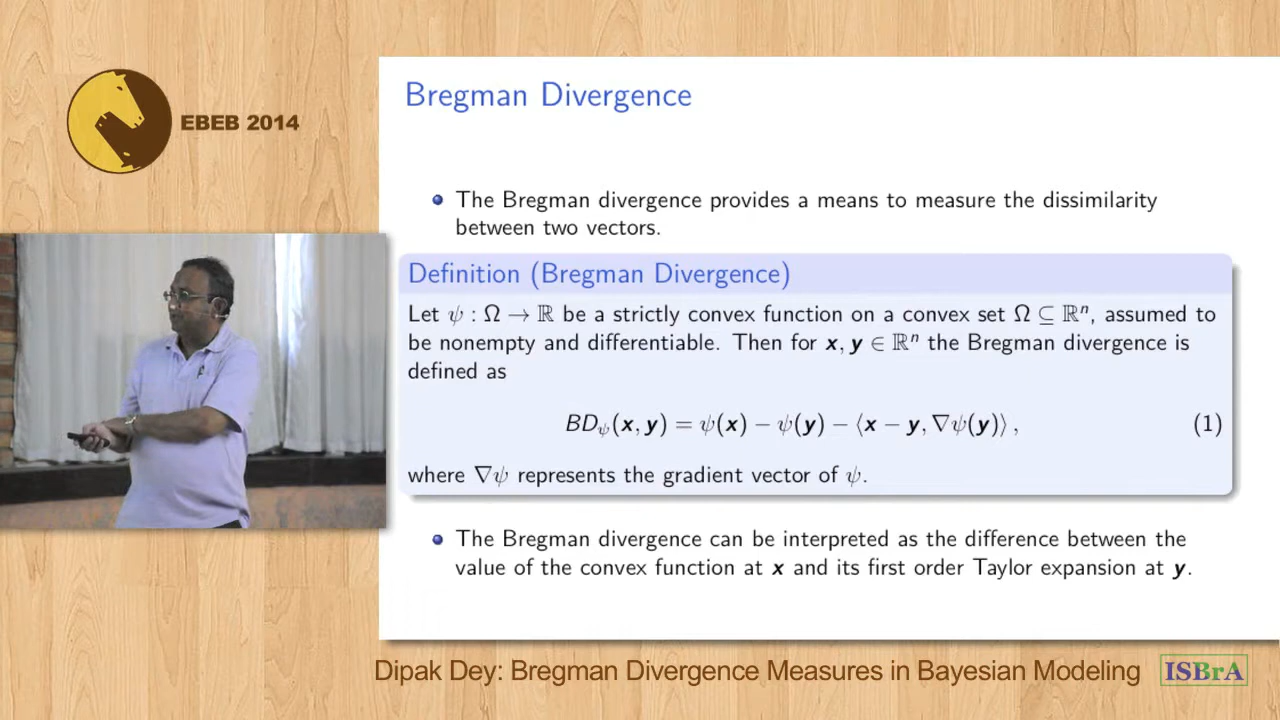 EBEB 2014
Bregman Divergence
The Bregman divergence provides a means to measure the dissimilarity
between two vectors.
Definition (Bregman Divergence)
Let ψ : Ω → ℝ be a strictly convex function on a convex set Ω ⊆ ℝⁿ, assumed to
be nonempty and differentiable. Then for x, y ∈ ℝⁿ the Bregman divergence is
defined as
BD_ψ(x, y) = ψ(x) − ψ(y) − ⟨x − y, ∇ψ(y)⟩ , (1)
where ∇ψ represents the gradient vector of ψ.
The Bregman divergence can be interpreted as the difference between the
value of the convex function at x and its first order Taylor expansion at y.
Dipak Dey: Bregman Divergence Measures in Bayesian Modeling ISBrA